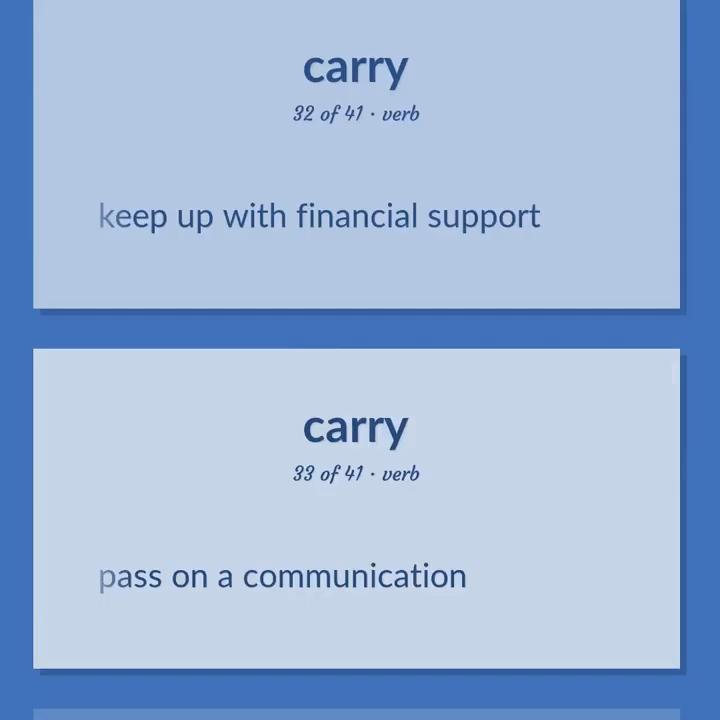 carry
32 of 41 · verb
keep up with financial support
carry
33 of 41 · verb
pass on a communication